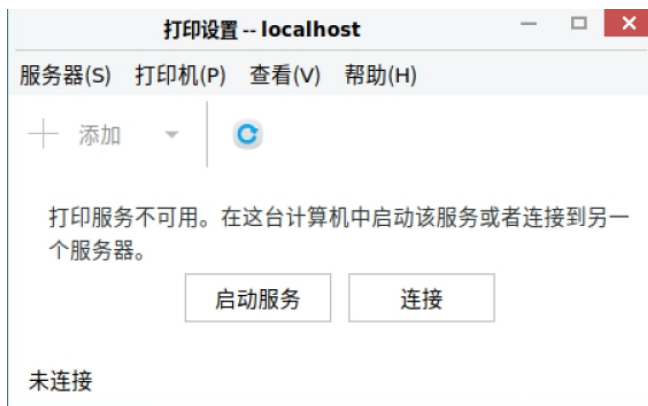 打印设置 -- localhost
服务器(S) 打印机(P) 查看(V) 帮助(H)
添加
打印服务不可用。在这台计算机中启动该服务或者连接到另一
个服务器。
启动服务 连接
未连接